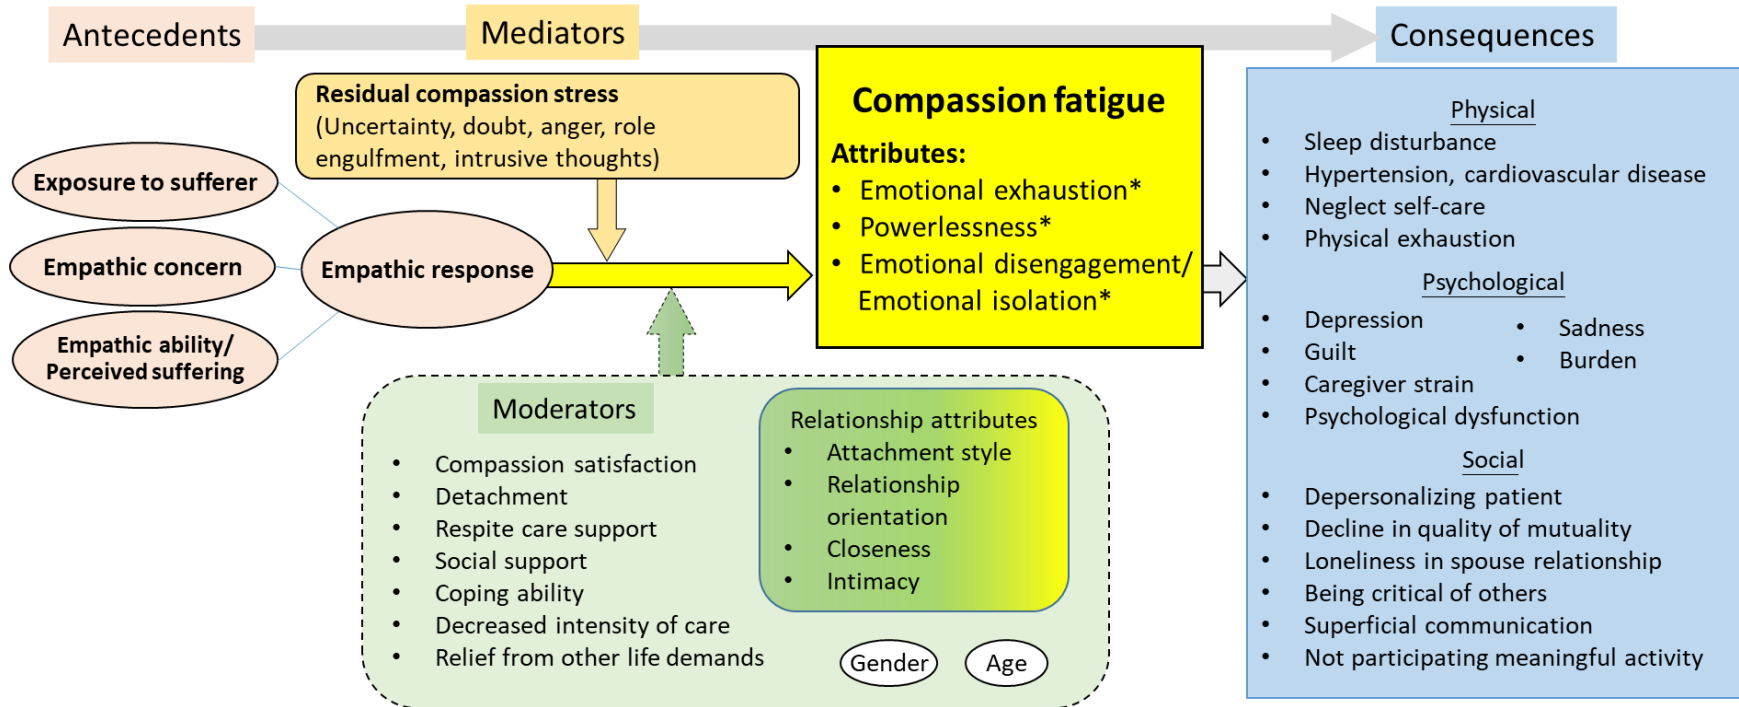 Antecedents
Mediators
Consequences
Residual compassion stress
(Uncertainty, doubt, anger, role
engulfment, intrusive thoughts)
Exposure to sufferer
Empathic concern
Empathic ability/
Perceived suffering
Empathic response
Compassion fatigue
Attributes:
• Emotional exhaustion*
• Powerlessness*
• Emotional disengagement/
Emotional isolation*
Moderators
• Compassion satisfaction
• Detachment
• Respite care support
• Social support
• Coping ability
• Decreased intensity of care
• Relief from other life demands
Relationship attributes
• Attachment style
• Relationship
orientation
• Closeness
• Intimacy
Gender
Age
Physical
• Sleep disturbance
• Hypertension, cardiovascular disease
• Neglect self-care
• Physical exhaustion
Psychological
• Depression
• Guilt
• Caregiver strain
• Psychological dysfunction
• Sadness
• Burden
Social
• Depersonalizing patient
• Decline in quality of mutuality
• Loneliness in spouse relationship
• Being critical of others
• Superficial communication
• Not participating meaningful activity